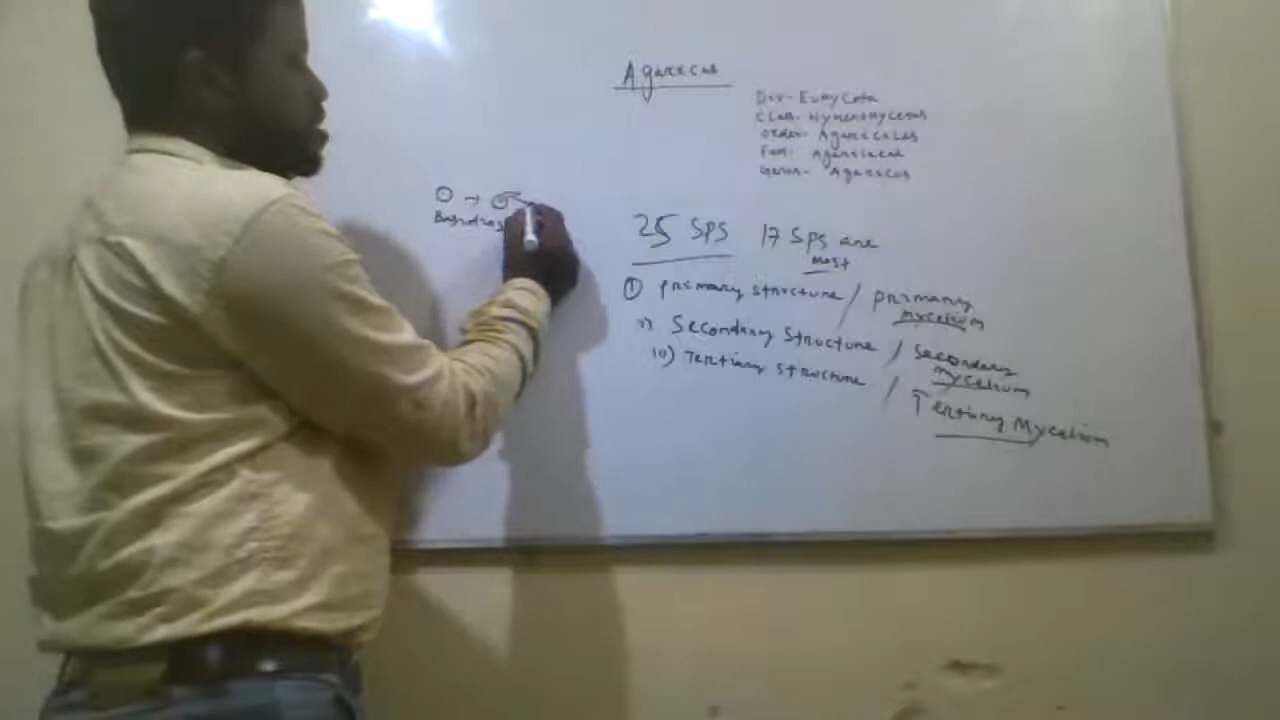 Agaricus
Div- Eumycota
Class- Hymenomycetes
Order- Agaricales
Fam- Agaricaceae
Genus- Agaricus
25 SPS 17 SPS are
most
① Primary structure / Primary
mycelium
ii) Secondary structure / Secondary
mycelium
iii) Tertiary structure / Tertiary Mycelium